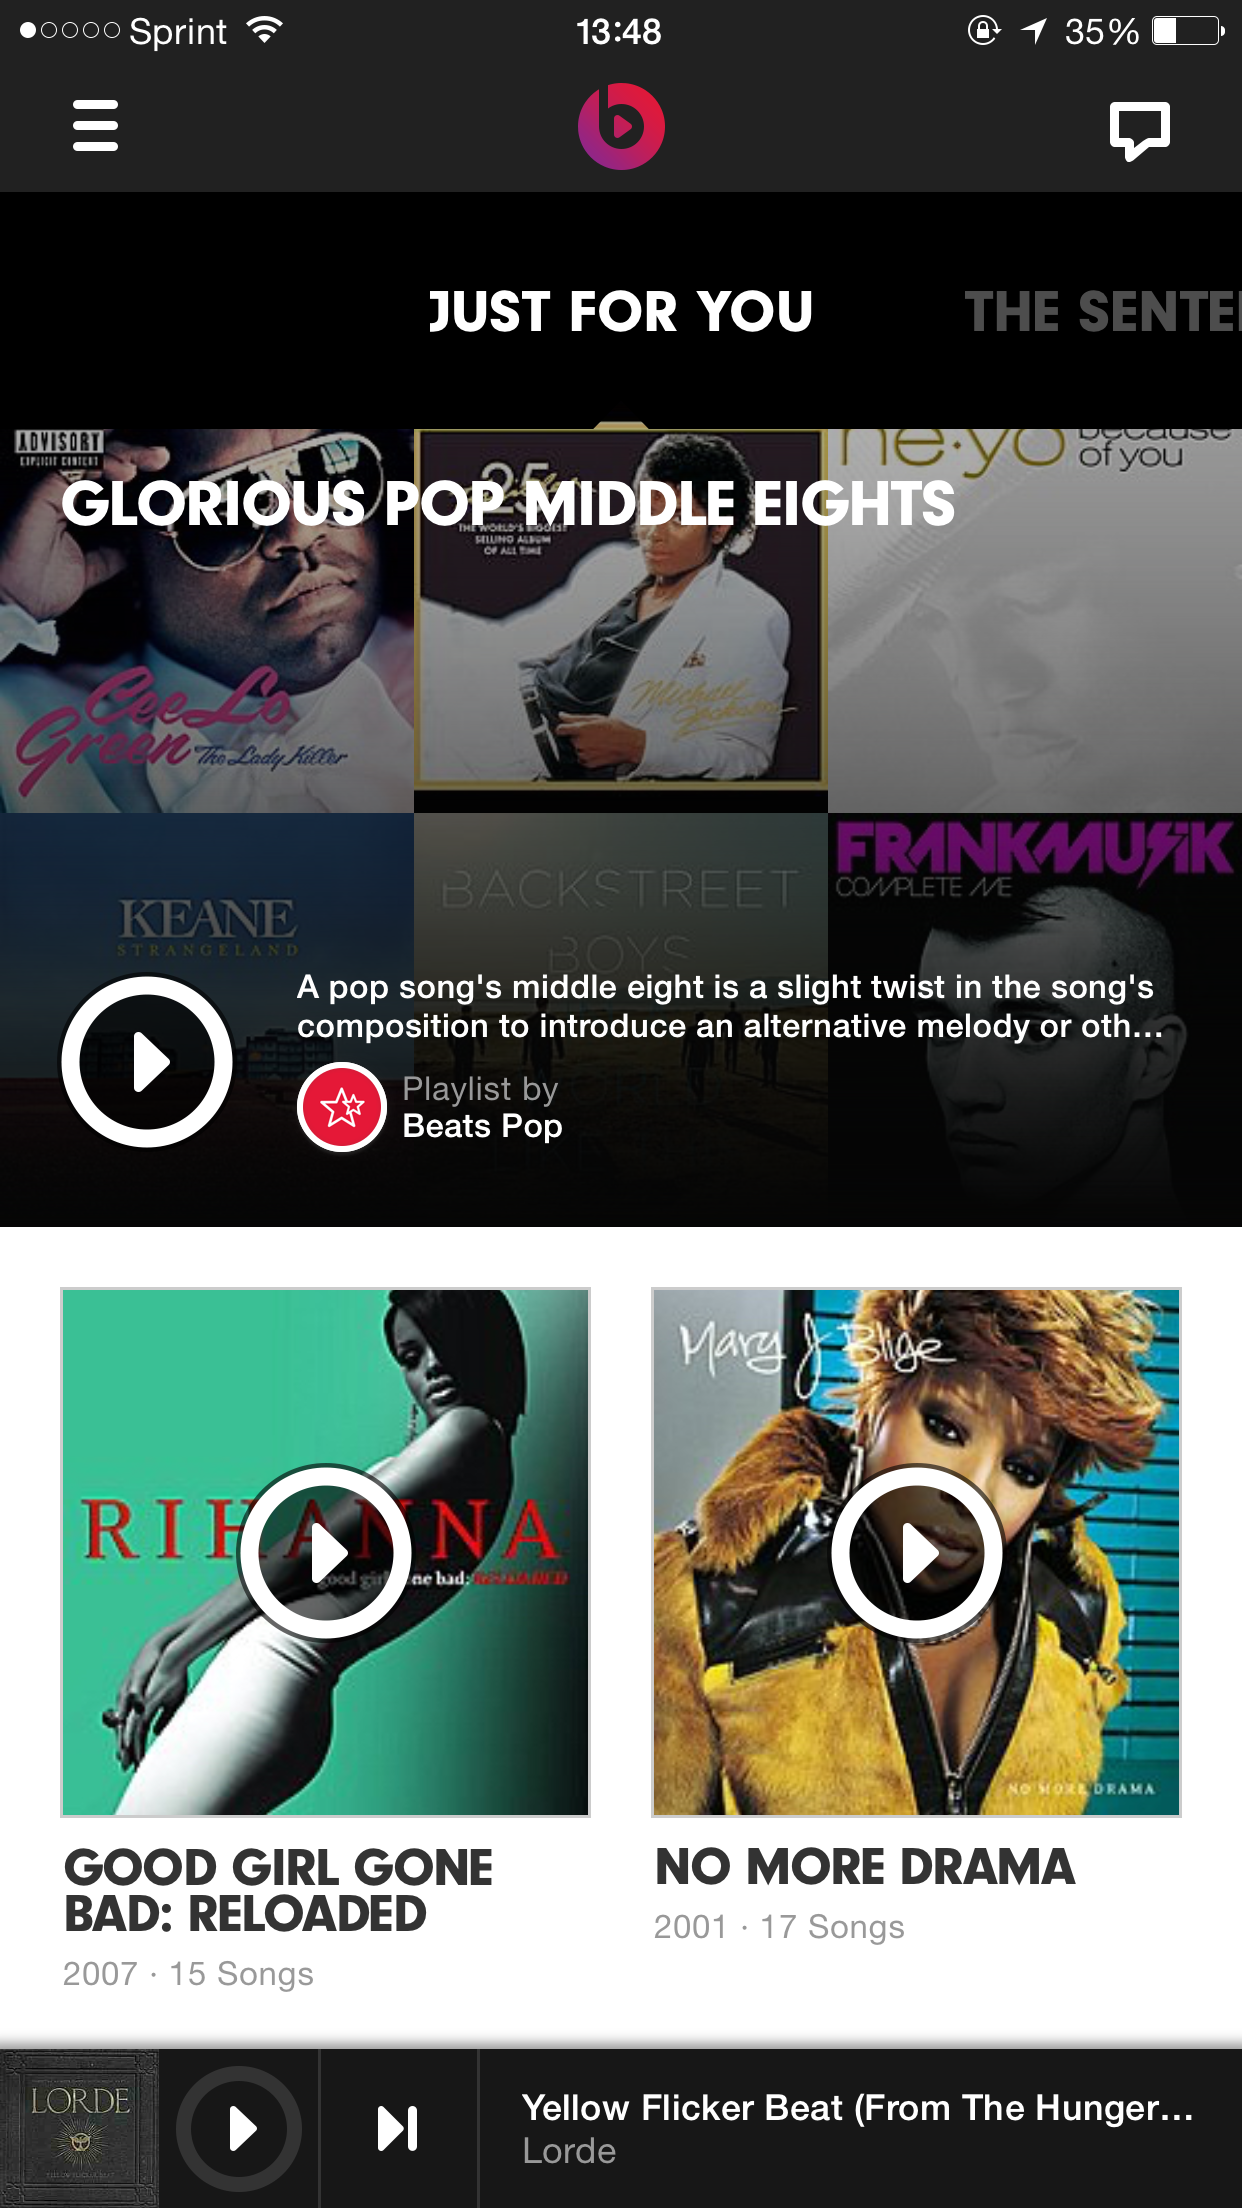 Sprint
13:48
35%
JUST FOR YOU
THE SENTE
ADVISORY
EXPLICIT CONTENT
GLORIOUS POP MIDDLE EIGHTS
25
THE WORLD'S BIGGEST
SELLING ALBUM
OF ALL TIME
ne·yo
because
of you
CeeLo
Green The Lady Killer
Michael
Jackson
KEANE
STRANGELAND
BACKSTREET
BOYS
FRANKMUSIK
COMPLETE ME
A pop song's middle eight is a slight twist in the song's
composition to introduce an alternative melody or oth...
Playlist by
Beats Pop
RIHANNA
good girl gone bad: RELOADED
Mary J Blige
NO MORE DRAMA
GOOD GIRL GONE
BAD: RELOADED
2007 · 15 Songs
NO MORE DRAMA
2001 · 17 Songs
LORDE
YELLOW FLICKER BEAT
Yellow Flicker Beat (From The Hunger...
Lorde